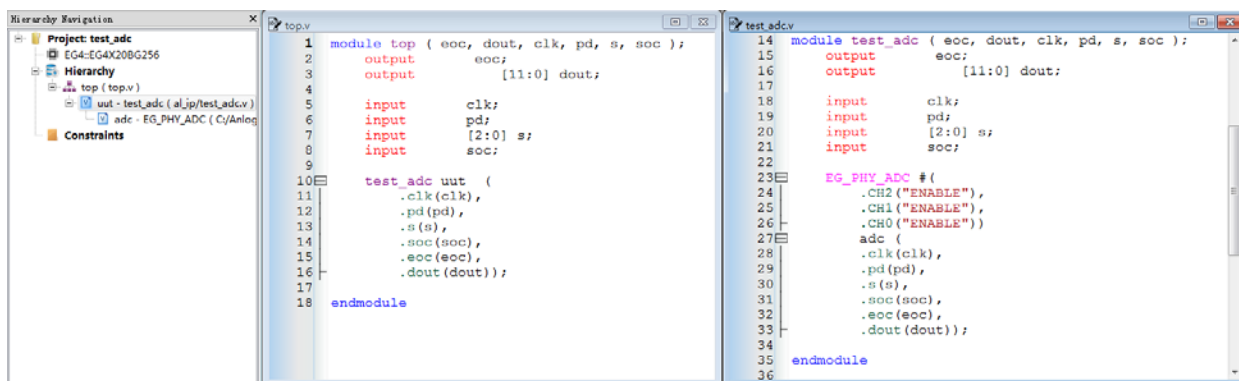 Hierarchy Navigation
Project: test_adc
EG4::EG4X20BG256
Hierarchy
top ( top.v )
uut - test_adc ( al_ip/test_adc.v )
adc - EG_PHY_ADC ( C:/Anlog
Constraints
top.v
1 module top ( eoc, dout, clk, pd, s, soc );
2 output eoc;
3 output [11:0] dout;
4
5 input clk;
6 input pd;
7 input [2:0] s;
8 input soc;
9
10 test_adc uut (
11 .clk(clk),
12 .pd(pd),
13 .s(s),
14 .soc(soc),
15 .eoc(eoc),
16 .dout(dout));
17
18 endmodule
test_adc.v
14 module test_adc ( eoc, dout, clk, pd, s, soc );
15 output eoc;
16 output [11:0] dout;
17
18 input clk;
19 input pd;
20 input [2:0] s;
21 input soc;
22
23 EG_PHY_ADC #(
24 .CH2("ENABLE"),
25 .CH1("ENABLE"),
26 .CH0("ENABLE"))
27 adc (
28 .clk(clk),
29 .pd(pd),
30 .s(s),
31 .soc(soc),
32 .eoc(eoc),
33 .dout(dout));
34
35 endmodule
36